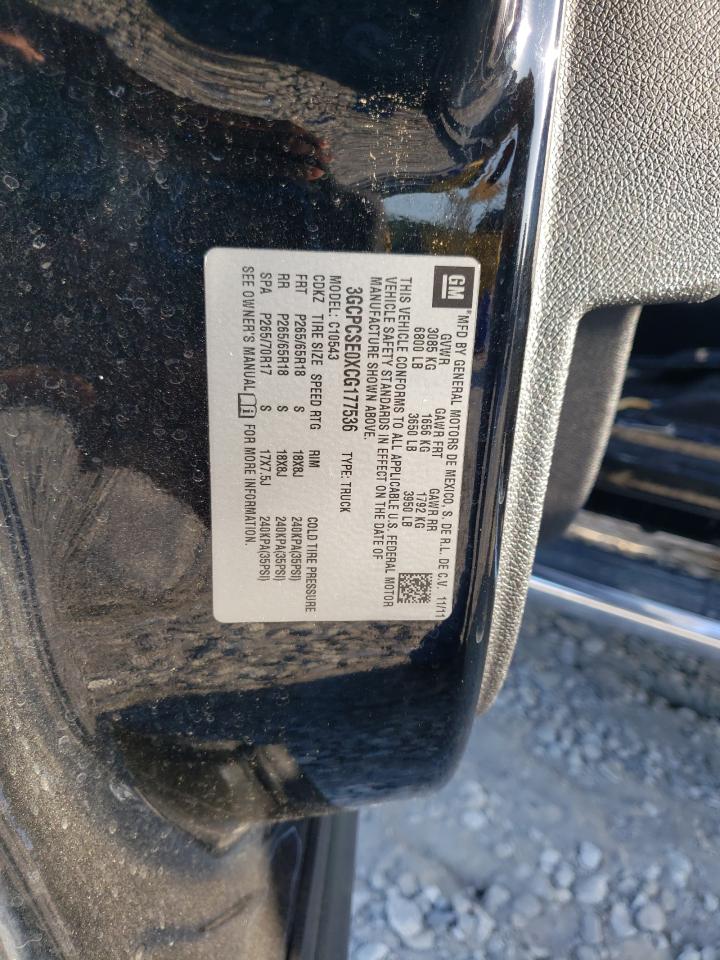 GM ® MFD BY GENERAL MOTORS DE MEXICO, S. DE R.L. DE C.V. 11/11
GVWR GAWR FRT GAWR RR
3085 KG 1656 KG 1792 KG
6800 LB 3650 LB 3950 LB
THIS VEHICLE CONFORMS TO ALL APPLICABLE U.S. FEDERAL MOTOR
VEHICLE SAFETY STANDARDS IN EFFECT ON THE DATE OF
MANUFACTURE SHOWN ABOVE.
3GCPCSE0XCG177536 TYPE: TRUCK
MODEL: C10543
CDKZ TIRE SIZE SPEED RTG RIM COLD TIRE PRESSURE
FRT P265/65R18 S 18X8J 240KPA(35PSI)
RR P265/65R18 S 18X8J 240KPA(35PSI)
SPA P265/70R17 S 17X7.5J 240KPA(35PSI)
SEE OWNER'S MANUAL FOR MORE INFORMATION.